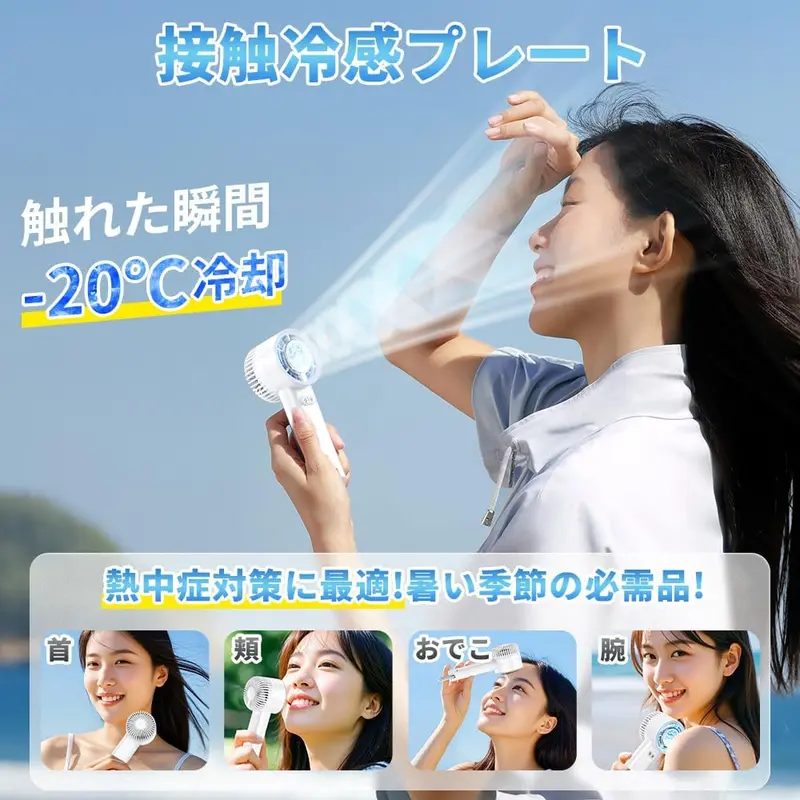 接触冷感プレート
触れた瞬間
-20°C冷却
熱中症対策に最適!暑い季節の必需品!
首
頬
おでこ
腕